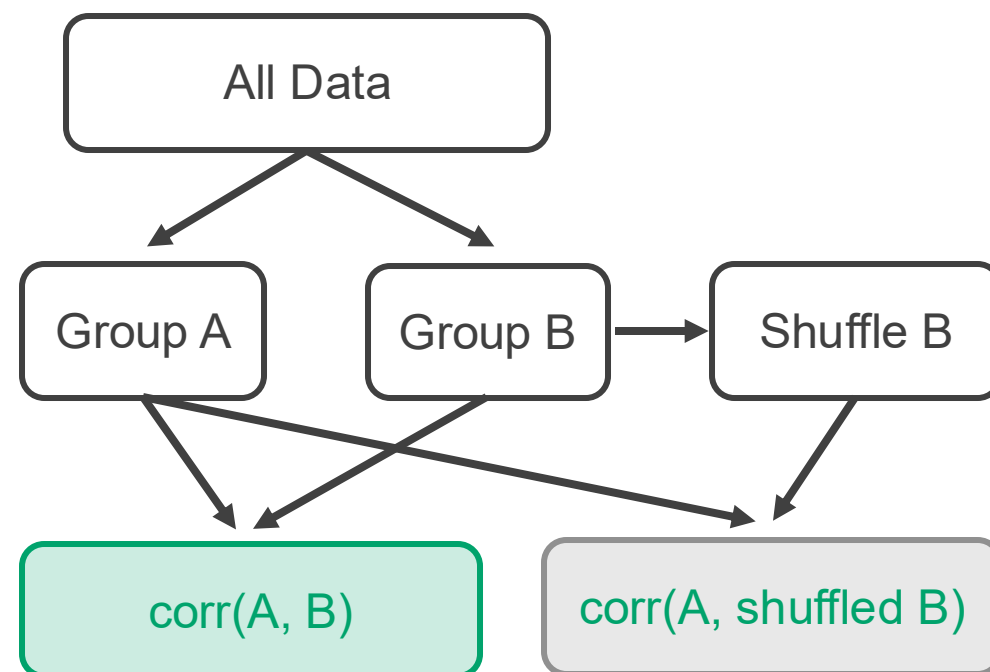 All Data
Group A
Group B
Shuffle B
corr(A, B)
corr(A, shuffled B)